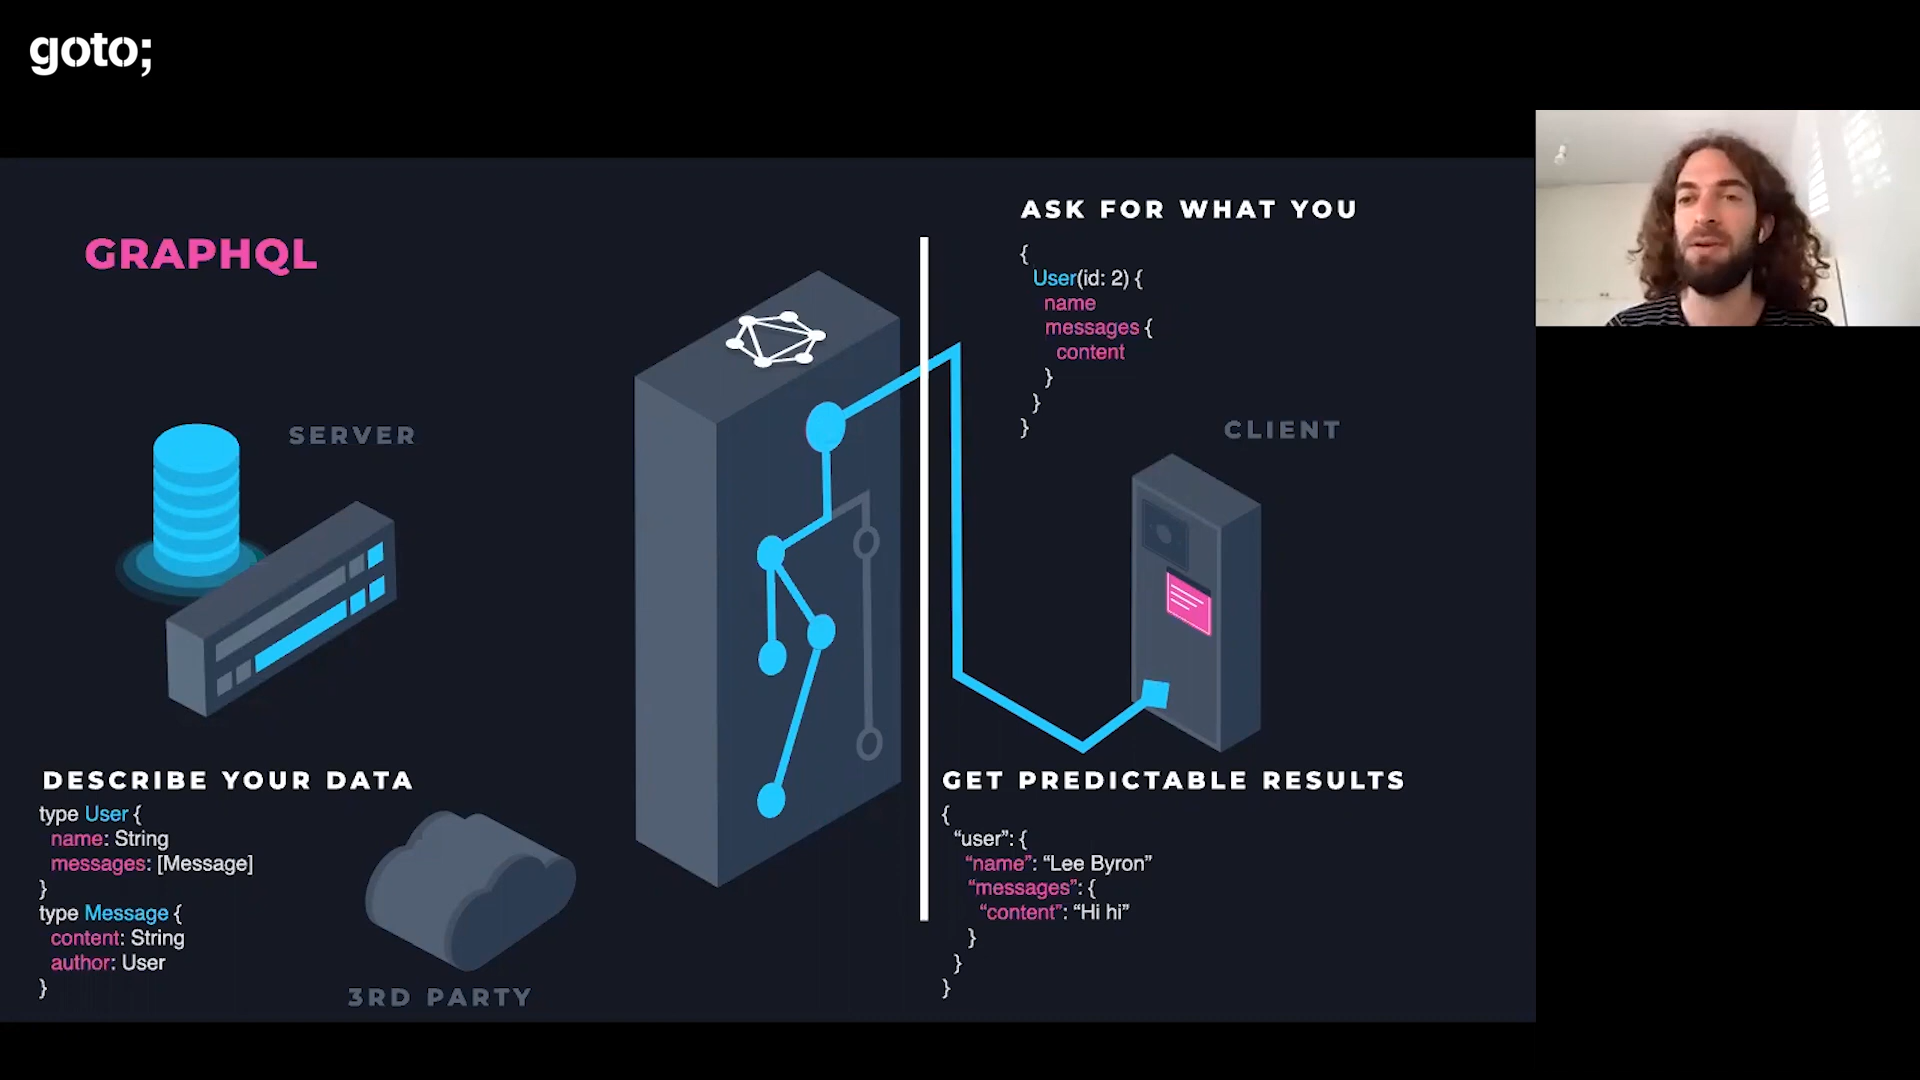 goto;
GRAPHQL
SERVER
DESCRIBE YOUR DATA
type User {
name: String
messages: [Message]
}
type Message {
content: String
author: User
}
3RD PARTY
ASK FOR WHAT YOU
{
User(id: 2) {
name
messages {
content
}
}
}
CLIENT
GET PREDICTABLE RESULTS
{
“user”: {
“name”: “Lee Byron”
“messages”: {
“content”: “Hi hi”
}
}
}